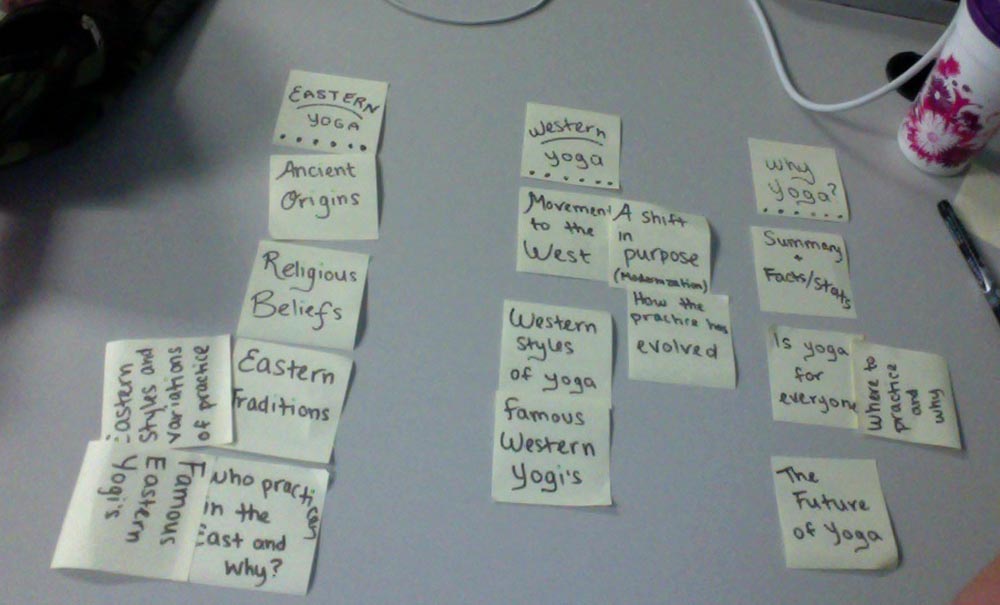 EASTERN
YOGA
Ancient
Origins
Religious
Beliefs
Eastern
Traditions
Eastern
Styles and
variations
of practice
Famous
Eastern
Yogi's
who practices
in the
East and
why?
Western
yoga
Movement
to the
West
A shift
in
purpose
(Modernization)
How the
practice has
evolved
Western
styles
of yoga
famous
Western
Yogi's
why
yoga?
Summary
+
Facts/Stats
Is yoga
for
everyone
where to
practice
and
why
The
Future
of Yoga